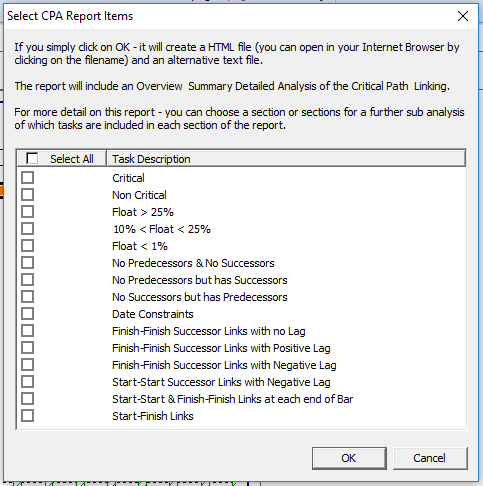 Select CPA Report Items
If you simply click on OK - it will create a HTML file (you can open in your Internet Browser by
clicking on the filename) and an alternative text file.
The report will include an Overview  Summary Detailed Analysis of the Critical Path  Linking.
For more detail on this report - you can choose a section or sections for a further sub analysis
of which tasks are included in each section of the report.
Select All Task Description
Critical
Non Critical
Float > 25%
10% < Float < 25%
Float < 1%
No Predecessors & No Successors
No Predecessors but has Successors
No Successors but has Predecessors
Date Constraints
Finish-Finish Successor Links with no Lag
Finish-Finish Successor Links with Positive Lag
Finish-Finish Successor Links with Negative Lag
Start-Start Successor Links with Negative Lag
Start-Start & Finish-Finish Links at each end of Bar
Start-Finish Links
OK Cancel